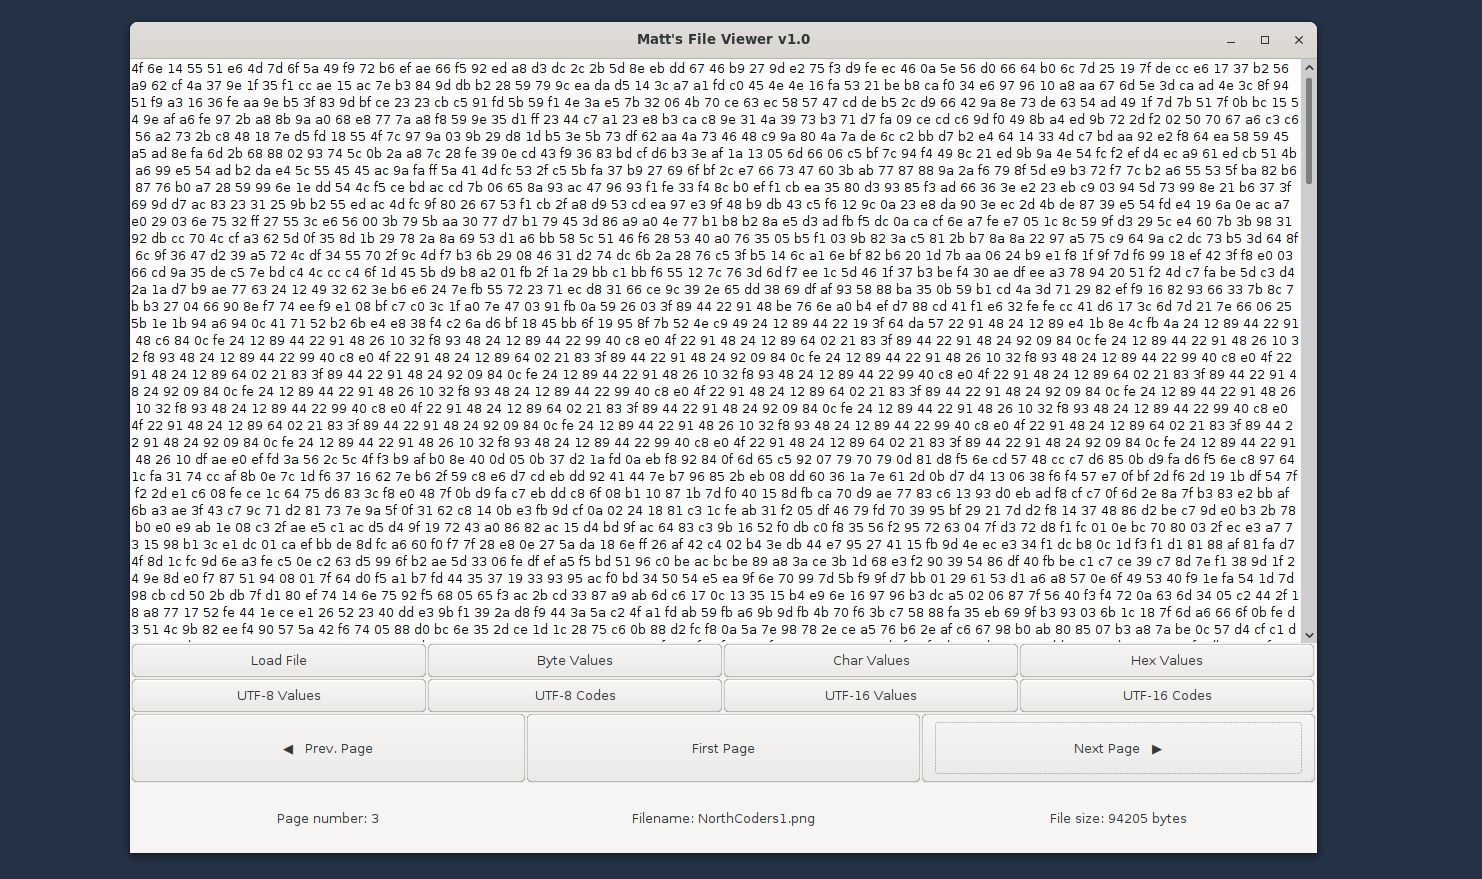 Matt's File Viewer v1.0
4f 6e 14 55 51 e6 4d 7d 6f 5a 49 f9 72 b6 ef ae 66 f5 92 ed a8 d3 dc 2c 2b 5d 8e eb dd 67 46 b9 27 9d e2 75 f3 d9 fe ec 46 0a 5e 56 d0 66 64 b0 6c 7d 25 19 7f de cc e6 17 37 b2 56
a9 62 cf 4a 37 9e 1f 35 f1 cc ae 15 ac 7e b3 84 9d db b2 28 59 79 9c ea da d5 14 3c a7 a1 fd c0 45 4e 4e 16 fa 53 21 be b8 ca f0 34 e6 97 96 10 a8 aa 67 6d 5e 3d ca ad 4e 3c 8f 94
51 f9 a3 16 36 fe aa 9e b5 3f 83 9d bf ce 23 23 cb c5 91 fd 5b 59 f1 4e 3a e5 7b 32 06 4b 70 ce 63 ec 58 57 47 cd de b5 2c d9 66 42 9a 8e 73 de 63 54 ad 49 1f 7d 7b 51 7f 0b bc 15 5
4 9e af a6 fe 97 2b a8 8b 9a a0 68 e8 77 7a a8 f8 59 9e 35 d1 ff 23 44 c7 a1 23 e8 b3 ca c8 9e 31 4a 39 73 b3 71 d7 fa 09 ce cd c6 9d f0 49 8b a4 ed 9b 72 2d f2 02 50 70 67 a6 c3 c6
56 a2 73 2b c8 48 18 7e d5 fd 18 55 4f 7c 97 9a 03 9b 29 d8 1d b5 3e 5b 73 df 62 aa 4a 73 46 48 c9 9a 80 4a 7a de 6c c2 bb d7 b2 e4 64 14 33 4d c7 bd aa 92 e2 f8 64 ea 58 59 45
a5 ad 8e fa 6d 2b 68 88 02 93 74 5c 0b 2a a8 7c 28 fe 39 0e cd 43 f9 36 83 bd cf d6 b3 3e af 1a 13 05 6d 66 06 c5 bf 7c 94 f4 49 8c 21 ed 9b 9a 4e 54 fc f2 ef d4 ec a9 61 ed cb 51 4b
a6 99 e5 54 ad b2 da e4 5c 55 45 45 ac 9a fa ff 5a 41 4d fc 53 2f c5 5b fa 37 b9 27 69 6f bf 2c e7 66 73 47 60 3b ab 77 87 88 9a 2a f6 79 8f 5d e9 b3 72 f7 7c b2 a6 55 53 5f ba 82 b6
87 76 b0 a7 28 59 99 6e 1e dd 54 4c f5 ce bd ac cd 7b 06 65 8a 93 ac 47 96 93 f1 fe 33 f4 8c b0 ef f1 cb ea 35 80 d3 93 85 f3 ad 66 36 3e e2 23 eb c9 03 94 5d 73 99 8e 21 b6 37 3f
69 9d d7 ac 83 23 31 25 9b b2 55 ed ac 4d fc 9f 80 26 67 53 f1 cb 2f a8 d9 53 cd ea 97 e3 9f 48 b9 db 43 c5 f6 12 9c 0a 23 e8 da 90 3e ec 2d 4b de 87 39 e5 54 fd e4 19 6a 0e ac a7
e0 29 03 6e 75 32 ff 27 55 3c e6 56 00 3b 79 5b aa 30 77 d7 b1 79 45 3d 86 a9 a0 4e 77 b1 b8 b2 8a e5 d3 ad fb f5 dc 0a ca cf 6e a7 fe e7 05 1c 8c 59 9f d3 29 5c e4 60 7b 3b 98 31
92 db cc 70 4c cf a3 62 5d 0f 35 8d 1b 29 78 2a 8a 69 53 d1 a6 bb 58 5c 51 46 f6 28 53 40 a0 76 35 05 b5 f1 03 9b 82 3a c5 81 2b b7 8a 8a 22 97 a5 75 c9 64 9a c2 dc 73 b5 3d 64 8f
6c 9f 36 47 d2 39 a5 72 4c df 34 55 70 2f 9c 4d f7 b3 6b 29 08 46 31 d2 74 dc 6b 2a 28 76 c5 3f b5 14 6c a1 6e bf 82 b6 20 1d 7b aa 06 24 b9 e1 f8 1f 9f 7d f6 99 18 ef 42 3f f8 e0 03
66 cd 9a 35 de c5 7e bd c4 4c cc c4 6f 1d 45 5b d9 b8 a2 01 fb 2f 1a 29 bb c1 bb f6 55 12 7c 76 3d 6d f7 ee 1c 5d 46 1f 37 b3 be f4 30 ae df ee a3 78 94 20 51 f2 4d c7 fa be 5d c3 d4
2a 1a d7 b9 ae 77 63 24 12 49 32 62 3e b6 e6 24 7e fb 55 72 23 71 ec d8 31 66 ce 9c 39 2e 65 dd 38 69 df af 93 58 88 ba 35 0b 59 b1 cd 4a 3d 71 29 82 ef f9 16 82 93 66 33 7b 8c 7
b b3 27 04 66 90 8e f7 74 ee f9 e1 08 bf c7 c0 3c 1f a0 7e 47 03 91 fb 0a 59 26 03 3f 89 44 22 91 48 be 76 6e a0 b4 ef d7 88 cd 41 f1 e6 32 fe fe cc 41 d6 17 3c 6d 7d 21 7e 66 06 25
5b 1e 1b 94 a6 94 0c 41 71 52 b2 6b e4 e8 38 f4 c2 6a d6 bf 18 45 bb 6f 19 95 8f 7b 52 4e c9 49 24 12 89 44 22 19 3f 64 da 57 22 91 48 24 12 89 e4 1b 8e 4c fb 4a 24 12 89 44 22 91
48 c6 84 0c fe 24 12 89 44 22 91 48 26 10 32 f8 93 48 24 12 89 44 22 99 40 c8 e0 4f 22 91 48 24 12 89 64 02 21 83 3f 89 44 22 91 48 24 92 09 84 0c fe 24 12 89 44 22 91 48 26 10 3
2 f8 93 48 24 12 89 44 22 99 40 c8 e0 4f 22 91 48 24 12 89 64 02 21 83 3f 89 44 22 91 48 24 92 09 84 0c fe 24 12 89 44 22 91 48 26 10 32 f8 93 48 24 12 89 44 22 99 40 c8 e0 4f 22
91 48 24 12 89 64 02 21 83 3f 89 44 22 91 48 24 92 09 84 0c fe 24 12 89 44 22 91 48 26 10 32 f8 93 48 24 12 89 44 22 99 40 c8 e0 4f 22 91 48 24 12 89 64 02 21 83 3f 89 44 22 91 4
8 24 92 09 84 0c fe 24 12 89 44 22 91 48 26 10 32 f8 93 48 24 12 89 44 22 99 40 c8 e0 4f 22 91 48 24 12 89 64 02 21 83 3f 89 44 22 91 48 24 92 09 84 0c fe 24 12 89 44 22 91 48 26
10 32 f8 93 48 24 12 89 44 22 99 40 c8 e0 4f 22 91 48 24 12 89 64 02 21 83 3f 89 44 22 91 48 24 92 09 84 0c fe 24 12 89 44 22 91 48 26 10 32 f8 93 48 24 12 89 44 22 99 40 c8 e0
4f 22 91 48 24 12 89 64 02 21 83 3f 89 44 22 91 48 24 92 09 84 0c fe 24 12 89 44 22 91 48 26 10 32 f8 93 48 24 12 89 44 22 99 40 c8 e0 4f 22 91 48 24 12 89 64 02 21 83 3f 89 44 2
2 91 48 24 92 09 84 0c fe 24 12 89 44 22 91 48 26 10 32 f8 93 48 24 12 89 44 22 99 40 c8 e0 4f 22 91 48 24 12 89 64 02 21 83 3f 89 44 22 91 48 24 92 09 84 0c fe 24 12 89 44 22 91
48 26 10 df ae e0 ef fd 3a 56 2c 5c 4f f3 b9 af b0 8e 40 0d 05 0b 37 d2 1a fd 0a eb f8 92 84 0f 6d 65 c5 92 07 79 70 79 0d 81 d8 f5 6e cd 57 48 cc c7 d6 85 0b d9 fa d6 f5 6e c8 97 64
1c fa 31 74 cc af 8b 0e 7c 1d f6 37 16 62 7e b6 2f 59 c8 e6 d7 cd eb dd 92 41 44 7e b7 96 85 2b eb 08 dd 60 36 1a 7e 61 2d 0b d7 d4 13 06 38 f6 f4 57 e7 0f bf 2d f6 2d 19 1b df 54 7f
f2 2d e1 c6 08 fe ce 1c 64 75 d6 83 3c f8 e0 48 7f 0b d9 fa c7 eb dd c8 6f 08 b1 10 87 1b 7d f0 40 15 8d fb ca 70 d9 ae 77 83 c6 13 93 d0 eb ad f8 cf c7 0f 6d 2e 8a 7f b3 83 e2 bb af
6b a3 ae 3f 43 c7 9c 71 d2 81 73 7e 9a 5f 0f 31 62 c8 14 0b e3 fb 9d cf 0a 02 24 18 81 c3 1c fe ab 31 f2 05 df 46 79 fd 70 39 95 bf 29 21 7d d2 f8 14 37 48 86 d2 be c7 9d e0 b3 2b 78
b0 e0 e9 ab 1e 08 c3 2f ae e5 c1 ac d5 d4 9f 19 72 43 a0 86 82 ac 15 d4 bd 9f ac 64 83 c3 9b 16 52 f0 db c0 f8 35 56 f2 95 72 63 04 7f d3 72 d8 f1 fc 01 0e bc 70 80 03 2f ec e3 a7 7
3 15 98 b1 3c e1 dc 01 ca ef bb de 8d fc a6 60 f0 f7 7f 28 e8 0e 27 5a da 18 6e ff 26 af 42 c4 02 b4 3e db 44 e7 95 27 41 15 fb 9d 4e ec e3 34 f1 dc b8 0c 1d f3 f1 d1 81 88 af 81 fa d7
4f 8d 1c fc 9d 6e a3 fe c5 0e c2 63 d5 99 6f b2 ae 5d 33 06 fe df ef a5 f5 bd 51 96 c0 be ac bc be 89 a8 3a ce 3b 1d 68 e3 f2 90 39 54 86 df 40 fb be c1 c7 ce 39 c7 8d 7e f1 38 9d 1f 2
4 9e 8d e0 f7 87 51 94 08 01 7f 64 d0 f5 a1 b7 fd 44 35 37 19 33 93 95 ac f0 bd 34 50 54 e5 ea 9f 6e 70 99 7d 5b f9 9f d7 bb 01 29 61 53 d1 a6 a8 57 0e 6f 49 53 40 f9 1e fa 54 1d 7d
98 cb cd 50 2b db 7f d1 80 ef 74 14 6e 75 92 f5 68 05 65 f3 ac 2b cd 33 87 a9 ab 6d c6 17 0c 13 35 15 b4 e9 6e 16 97 96 b3 dc a5 02 06 87 7f 56 40 f3 f4 72 0a 63 6d 34 05 c2 44 2f 1
8 a8 77 17 52 fe 44 1e ce e1 26 52 23 40 dd e3 9b f1 39 2a d8 f9 44 3a 5a c2 4f a1 fd ab 59 fb a6 9b 9d fb 4b 70 f6 3b c7 58 88 fa 35 eb 69 9f b3 93 03 6b 1c 18 7f 6d a6 66 6f 0b fe d
3 51 4c 9b 82 ee f4 90 57 5a 42 f6 74 05 88 d0 bc 6e 35 2d ce 1d 1c 28 75 c6 0b 88 d2 fc f8 0a 5a 7e 98 78 2e ce a5 76 b6 2e af c6 67 98 b0 ab 80 85 07 b3 a8 7a be 0c 57 d4 cf c1 d
Load File
Byte Values
Char Values
Hex Values
UTF-8 Values
UTF-8 Codes
UTF-16 Values
UTF-16 Codes
◀ Prev. Page
First Page
Next Page ▶
Page number: 3
Filename: NorthCoders1.png
File size: 94205 bytes